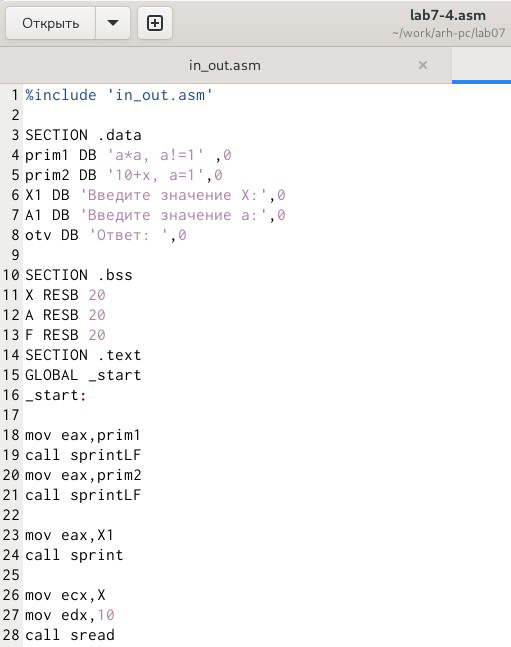 Открыть
lab7-4.asm
~/work/arh-pc/lab07
in_out.asm
1 %include 'in_out.asm'
2
3 SECTION .data
4 prim1 DB 'a*a, a!=1' ,0
5 prim2 DB '10+x, a=1',0
6 X1 DB 'Введите значение X:',0
7 A1 DB 'Введите значение a:',0
8 otv DB 'Ответ: ',0
9
10 SECTION .bss
11 X RESB 20
12 A RESB 20
13 F RESB 20
14 SECTION .text
15 GLOBAL _start
16 _start:
17
18 mov eax,prim1
19 call sprintLF
20 mov eax,prim2
21 call sprintLF
22
23 mov eax,X1
24 call sprint
25
26 mov ecx,X
27 mov edx,10
28 call sread